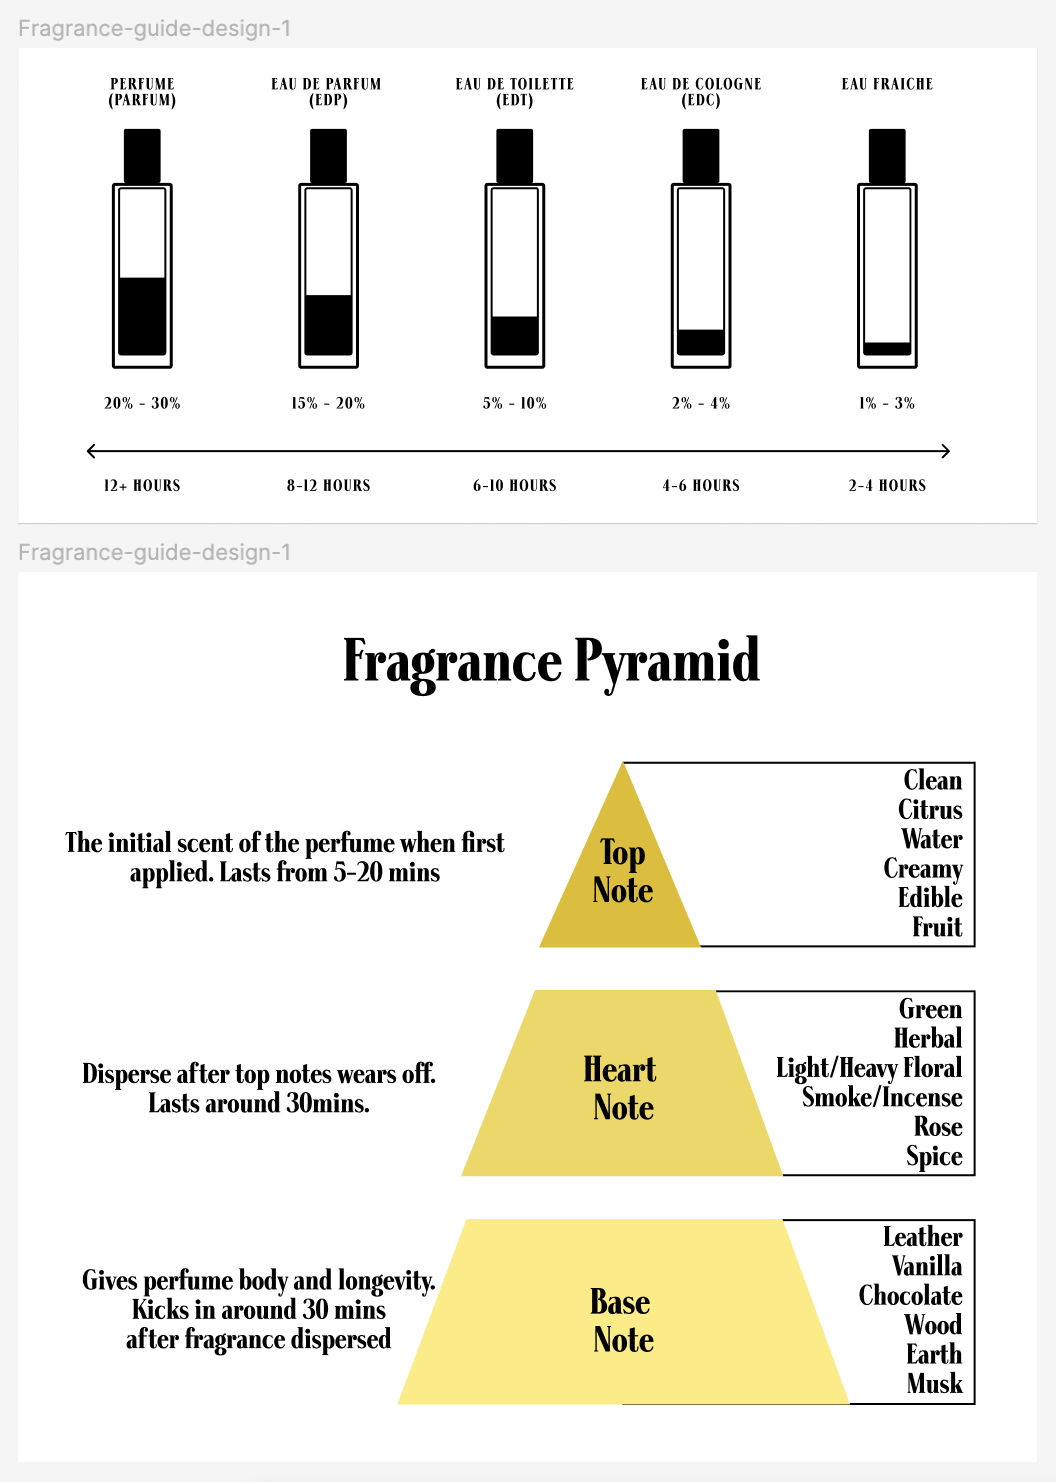 Fragrance-guide-design-1
PERFUME
(PARFUM)
EAU DE PARFUM
(EDP)
EAU DE TOILETTE
(EDT)
EAU DE COLOGNE
(EDC)
EAU FRAICHE
20% - 30%
15% - 20%
5% - 10%
2% - 4%
1% - 3%
12+ HOURS
8-12 HOURS
6-10 HOURS
4-6 HOURS
2-4 HOURS
Fragrance-guide-design-1
Fragrance Pyramid
The initial scent of the perfume when first
applied. Lasts from 5-20 mins
Top
Note
Clean
Citrus
Water
Creamy
Edible
Fruit
Disperse after top notes wears off.
Lasts around 30mins.
Heart
Note
Green
Herbal
Light/Heavy Floral
Smoke/Incense
Rose
Spice
Gives perfume body and longevity.
Kicks in around 30 mins
after fragrance dispersed
Base
Note
Leather
Vanilla
Chocolate
Wood
Earth
Musk